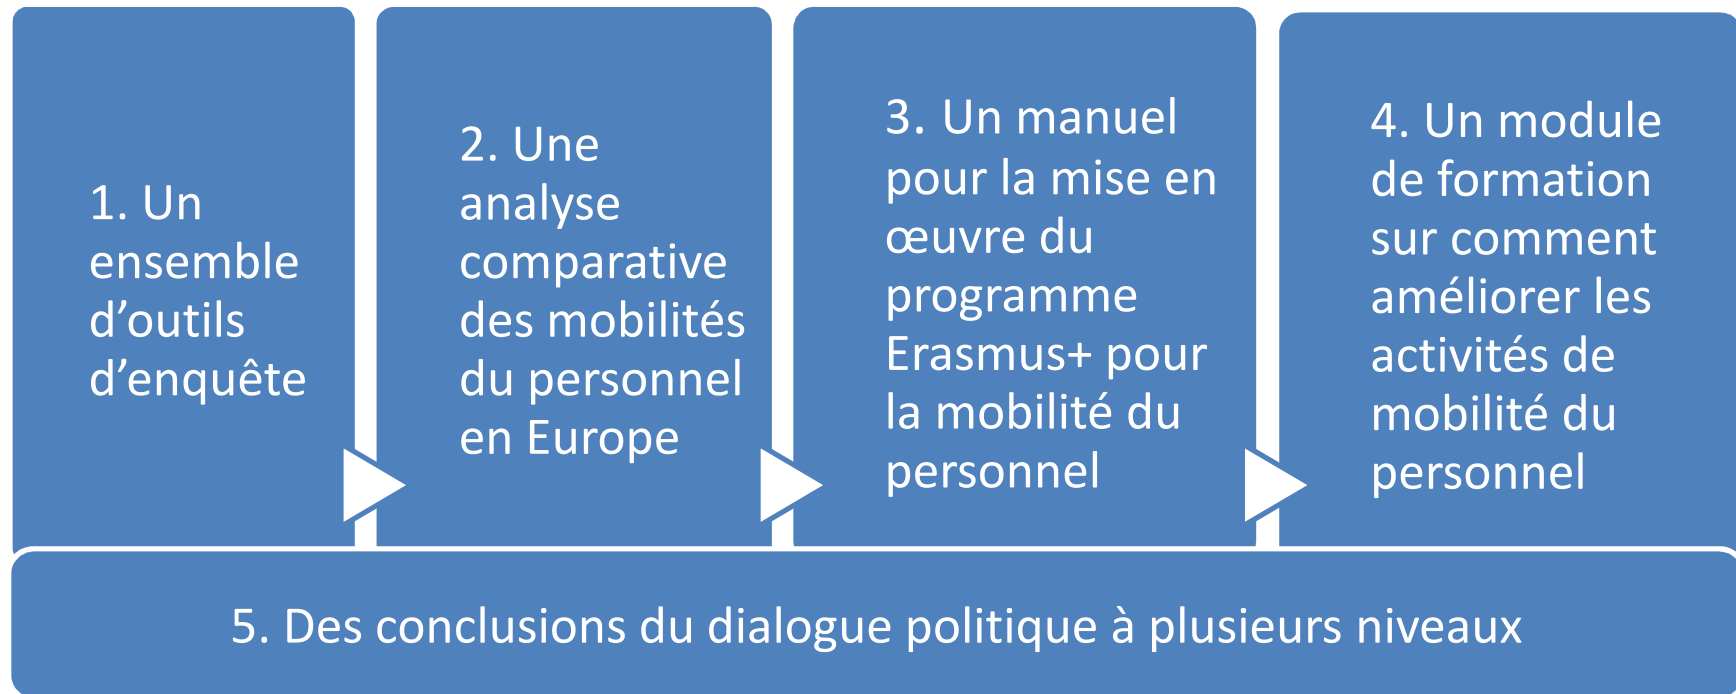 1. Un
ensemble
d’outils
d’enquête
2. Une
analyse
comparative
des mobilités
du personnel
en Europe
3. Un manuel
pour la mise en
œuvre du
programme
Erasmus+ pour
la mobilité du
personnel
4. Un module
de formation
sur comment
améliorer les
activités de
mobilité du
personnel
5. Des conclusions du dialogue politique à plusieurs niveaux